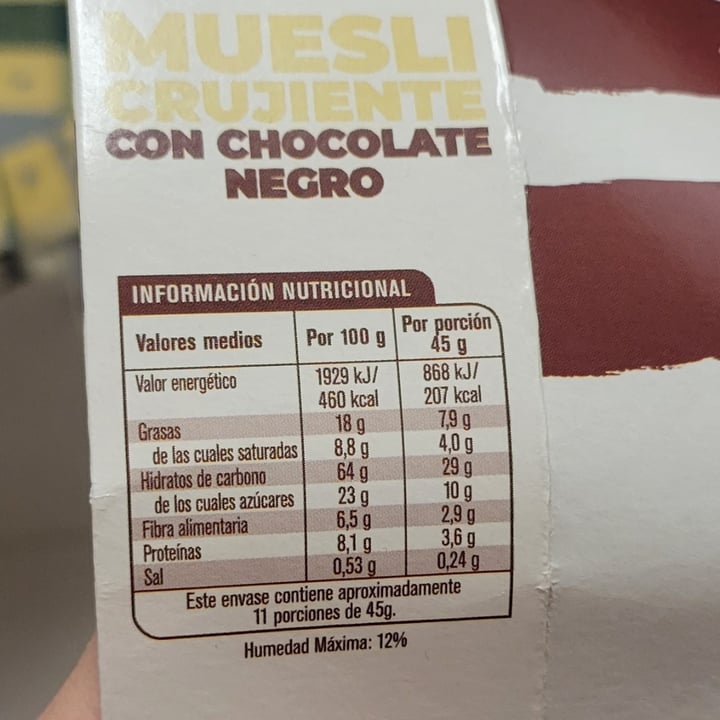 MUESLI
CRUJIENTE
CON CHOCOLATE
NEGRO
INFORMACIÓN NUTRICIONAL
Valores medios Por 100 g Por porción 45 g
Valor energético 1929 kJ/ 460 kcal 868 kJ/ 207 kcal
Grasas 18 g 7,9 g
de las cuales saturadas 8,8 g 4,0 g
Hidratos de carbono 64 g 29 g
de los cuales azúcares 23 g 10 g
Fibra alimentaria 6,5 g 2,9 g
Proteínas 8,1 g 3,6 g
Sal 0,53 g 0,24 g
Este envase contiene aproximadamente
11 porciones de 45g.
Humedad Máxima: 12%